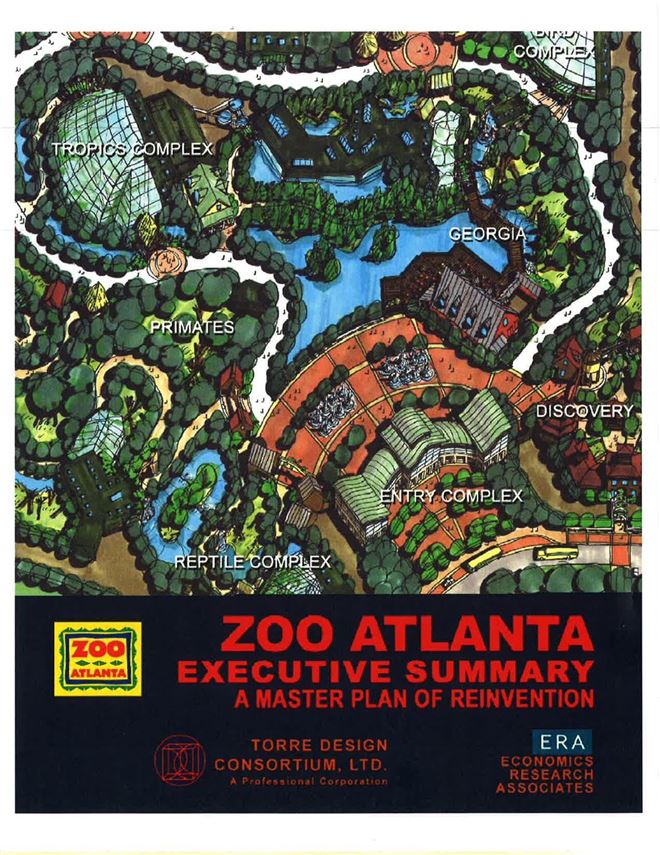 BIRD
COMPLEX
TROPICS COMPLEX
GEORGIA
PRIMATES
DISCOVERY
ENTRY COMPLEX
REPTILE COMPLEX
ZOO ATLANTA
EXECUTIVE SUMMARY
A MASTER PLAN OF REINVENTION
ZOO
ATLANTA
TORRE DESIGN
CONSORTIUM, LTD.
A Professional Corporation
ERA
ECONOMICS
RESEARCH
ASSOCIATES